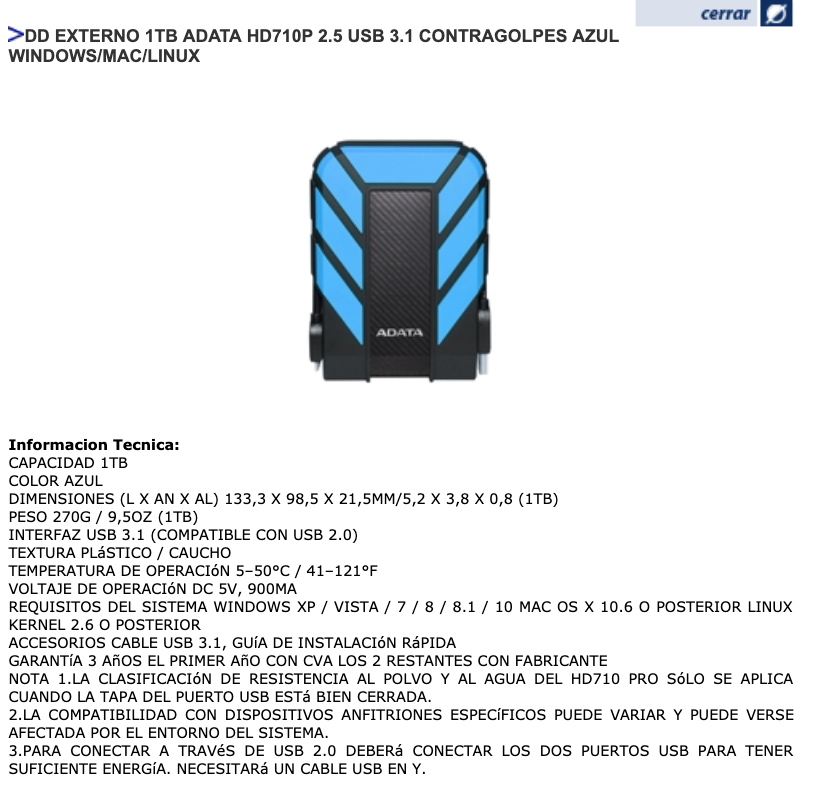 cerrar
>DD EXTERNO 1TB ADATA HD710P 2.5 USB 3.1 CONTRAGOLPES AZUL
WINDOWS/MAC/LINUX
ADATA
Informacion Tecnica:
CAPACIDAD 1TB
COLOR AZUL
DIMENSIONES (L X AN X AL) 133,3 X 98,5 X 21,5MM/5,2 X 3,8 X 0,8 (1TB)
PESO 270G / 9,5OZ (1TB)
INTERFAZ USB 3.1 (COMPATIBLE CON USB 2.0)
TEXTURA PLáSTICO / CAUCHO
TEMPERATURA DE OPERACIóN 5–50°C / 41–121°F
VOLTAJE DE OPERACIóN DC 5V, 900MA
REQUISITOS DEL SISTEMA WINDOWS XP / VISTA / 7 / 8 / 8.1 / 10 MAC OS X 10.6 O POSTERIOR LINUX
KERNEL 2.6 O POSTERIOR
ACCESORIOS CABLE USB 3.1, GUíA DE INSTALACIóN RáPIDA
GARANTíA 3 AñOS EL PRIMER AñO CON CVA LOS 2 RESTANTES CON FABRICANTE
NOTA 1.LA CLASIFICACIóN DE RESISTENCIA AL POLVO Y AL AGUA DEL HD710 PRO SóLO SE APLICA
CUANDO LA TAPA DEL PUERTO USB ESTá BIEN CERRADA.
2.LA COMPATIBILIDAD CON DISPOSITIVOS ANFITRIONES ESPECíFICOS PUEDE VARIAR Y PUEDE VERSE
AFECTADA POR EL ENTORNO DEL SISTEMA.
3.PARA CONECTAR A TRAVéS DE USB 2.0 DEBERá CONECTAR LOS DOS PUERTOS USB PARA TENER
SUFICIENTE ENERGíA. NECESITARá UN CABLE USB EN Y.